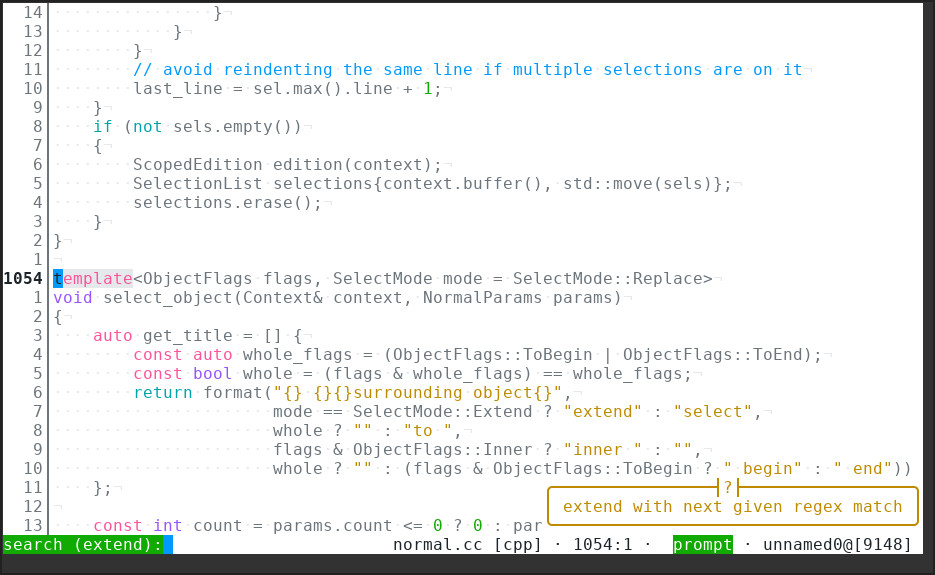 14                 }¬
13             }¬
12         }¬
11         // avoid reindenting the same line if multiple selections are on it¬
10         last_line = sel.max().line + 1;¬
9     }¬
8     if (not sels.empty())¬
7     {¬
6         ScopedEdition edition(context);¬
5         SelectionList selections{context.buffer(), std::move(sels)};¬
4         selections.erase();¬
3     }¬
2 }¬
1 ¬
1054 template<ObjectFlags flags, SelectMode mode = SelectMode::Replace>¬
1 void select_object(Context& context, NormalParams params)¬
2 {¬
3     auto get_title = [] {¬
4         const auto whole_flags = (ObjectFlags::ToBegin | ObjectFlags::ToEnd);¬
5         const bool whole = (flags & whole_flags) == whole_flags;¬
6         return format("{} {}{}surrounding object{}",¬
7                       mode == SelectMode::Extend ? "extend" : "select",¬
8                       whole ? "" : "to ",¬
9                       flags & ObjectFlags::Inner ? "inner " : "",¬
10                       whole ? "" : (flags & ObjectFlags::ToBegin ? " begin" : " end"))
11     };¬
?
12 ¬
extend with next given regex match
13     const int count = params.count <= 0 ? 0 : par
search (extend): normal.cc [cpp] · 1054:1 · prompt · unnamed0@[9148]